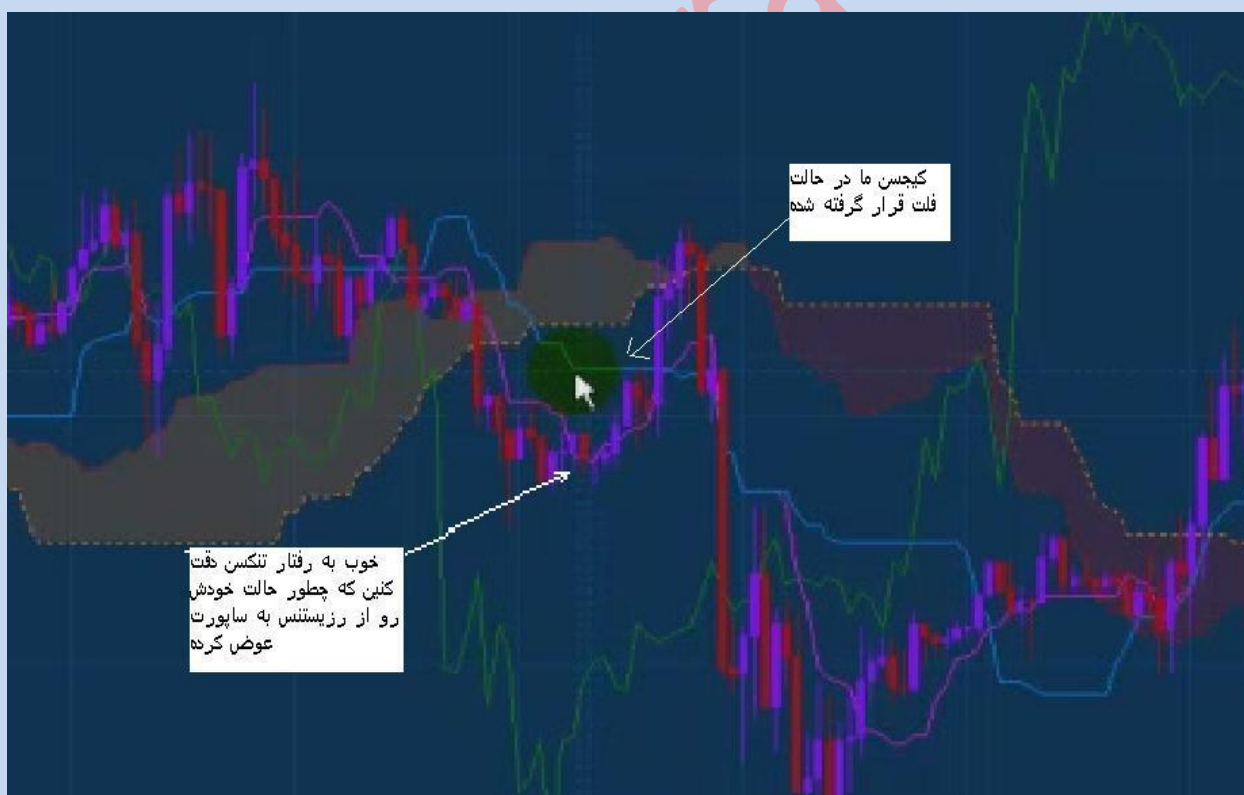 کیجسن ما در حالت
فلت قرار گرفته شده
خوب به رفتار تنکسن دقت
کنین که چطور حالت خودش
رو از رزیستنس به ساپورت
عوض کرده